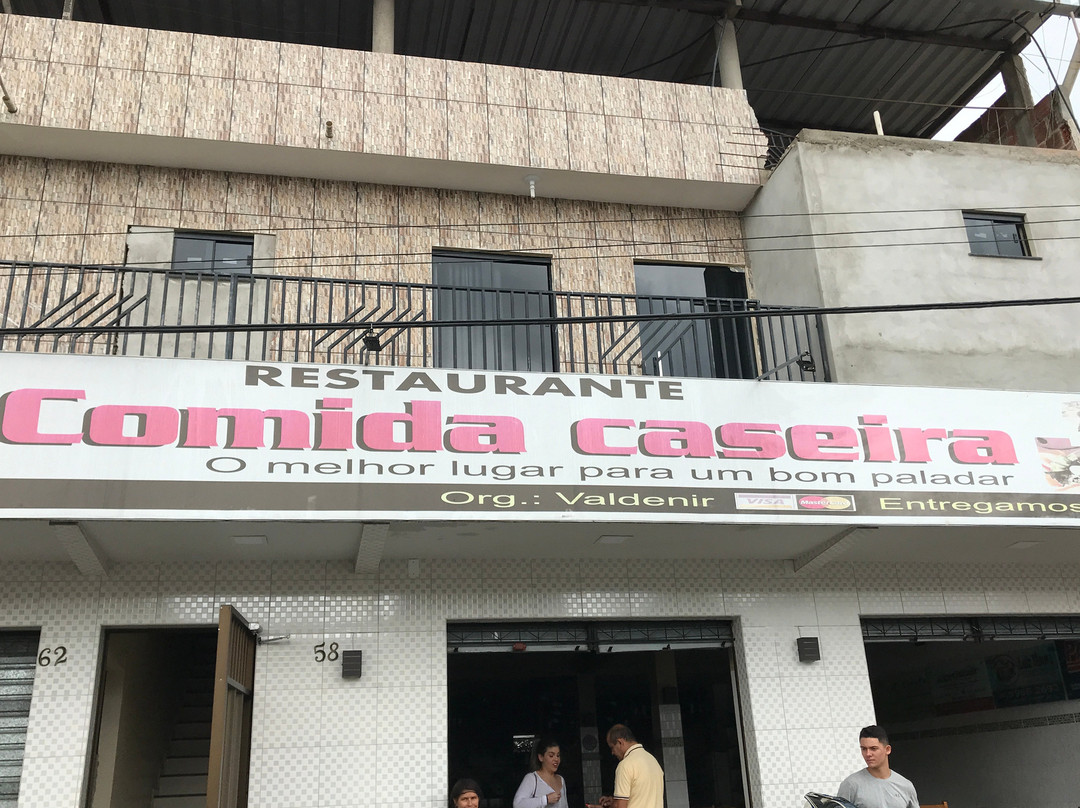 RESTAURANTE
Comida caseira
O melhor lugar para um bom paladar
Org.: Valdenir VISA MasterCard Entregamos
62
58